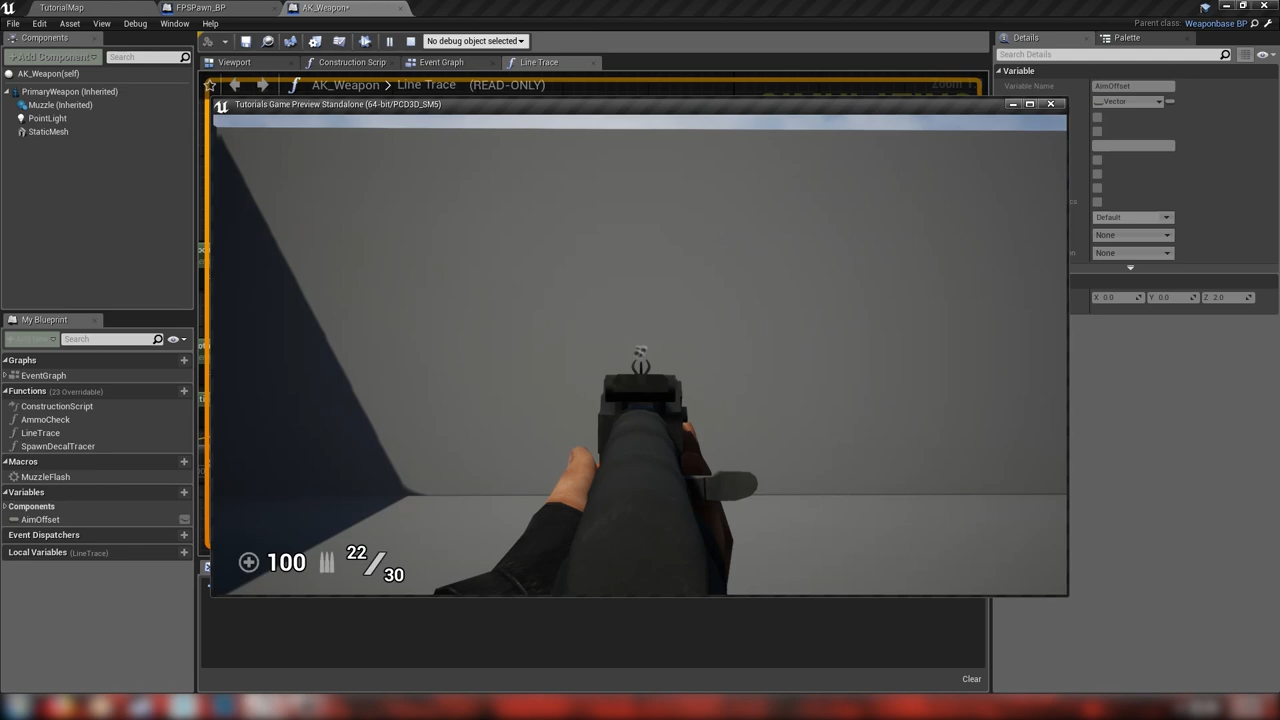 TutorialMap
FPSPawn_BP
AK_Weapon*
File Edit Asset View Debug Window Help
Parent class: Weaponbase BP
Components
Details
Palette
+Add Component
Search
No debug object selected
Search Details
AK_Weapon(self)
Viewport
Construction Scrip
Event Graph
Line Trace
Variable
PrimaryWeapon (Inherited)
AK_Weapon > Line Trace (READ-ONLY)
Variable Name
AimOffset
Muzzle (Inherited)
Tutorials Game Preview Standalone (64-bit/PCD3D_SM5)
Vector
PointLight
StaticMesh
Default
None
None
X 0.0 Y 0.0 Z 2.0
My Blueprint
Search
Graphs
EventGraph
Functions (23 Overridable)
ConstructionScript
AmmoCheck
LineTrace
SpawnDecalTracer
Macros
MuzzleFlash
Variables
Components
AimOffset
Event Dispatchers
Local Variables (LineTrace)
100
22
30
Clear